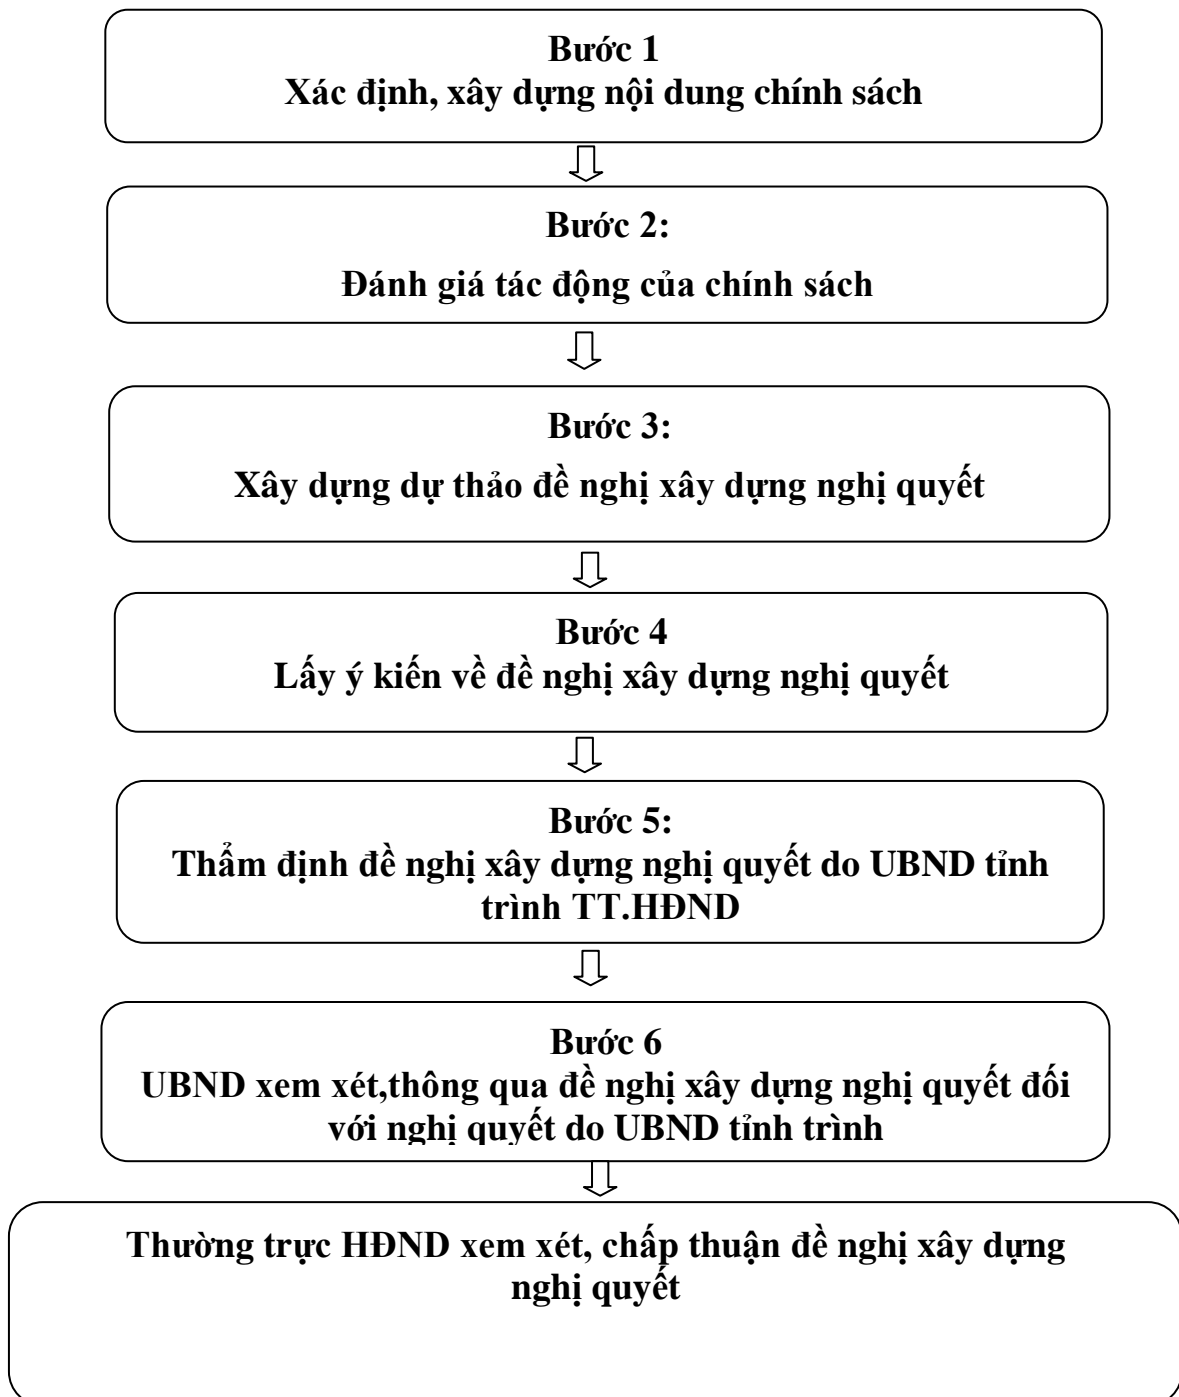 Bước 1
Xác định, xây dựng nội dung chính sách
Bước 2:
Đánh giá tác động của chính sách
Bước 3:
Xây dựng dự thảo đề nghị xây dựng nghị quyết
Bước 4
Lấy ý kiến về đề nghị xây dựng nghị quyết
Bước 5:
Thẩm định đề nghị xây dựng nghị quyết do UBND tỉnh
trình TT.HĐND
Bước 6
UBND xem xét,thông qua đề nghị xây dựng nghị quyết đối
với nghị quyết do UBND tỉnh trình
Thường trực HĐND xem xét, chấp thuận đề nghị xây dựng
nghị quyết